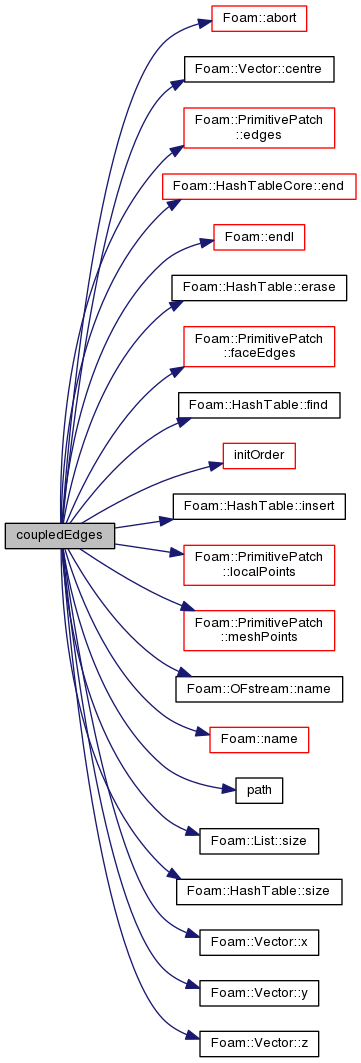 Foam::abort
Foam::Vector::centre
Foam::PrimitivePatch
::edges
Foam::HashTableCore::end
Foam::endl
Foam::HashTable::erase
Foam::PrimitivePatch
::faceEdges
Foam::HashTable::find
initOrder
Foam::HashTable::insert
coupledEdges
Foam::PrimitivePatch
::localPoints
Foam::PrimitivePatch
::meshPoints
Foam::OFstream::name
Foam::name
path
Foam::List::size
Foam::HashTable::size
Foam::Vector::x
Foam::Vector::y
Foam::Vector::z